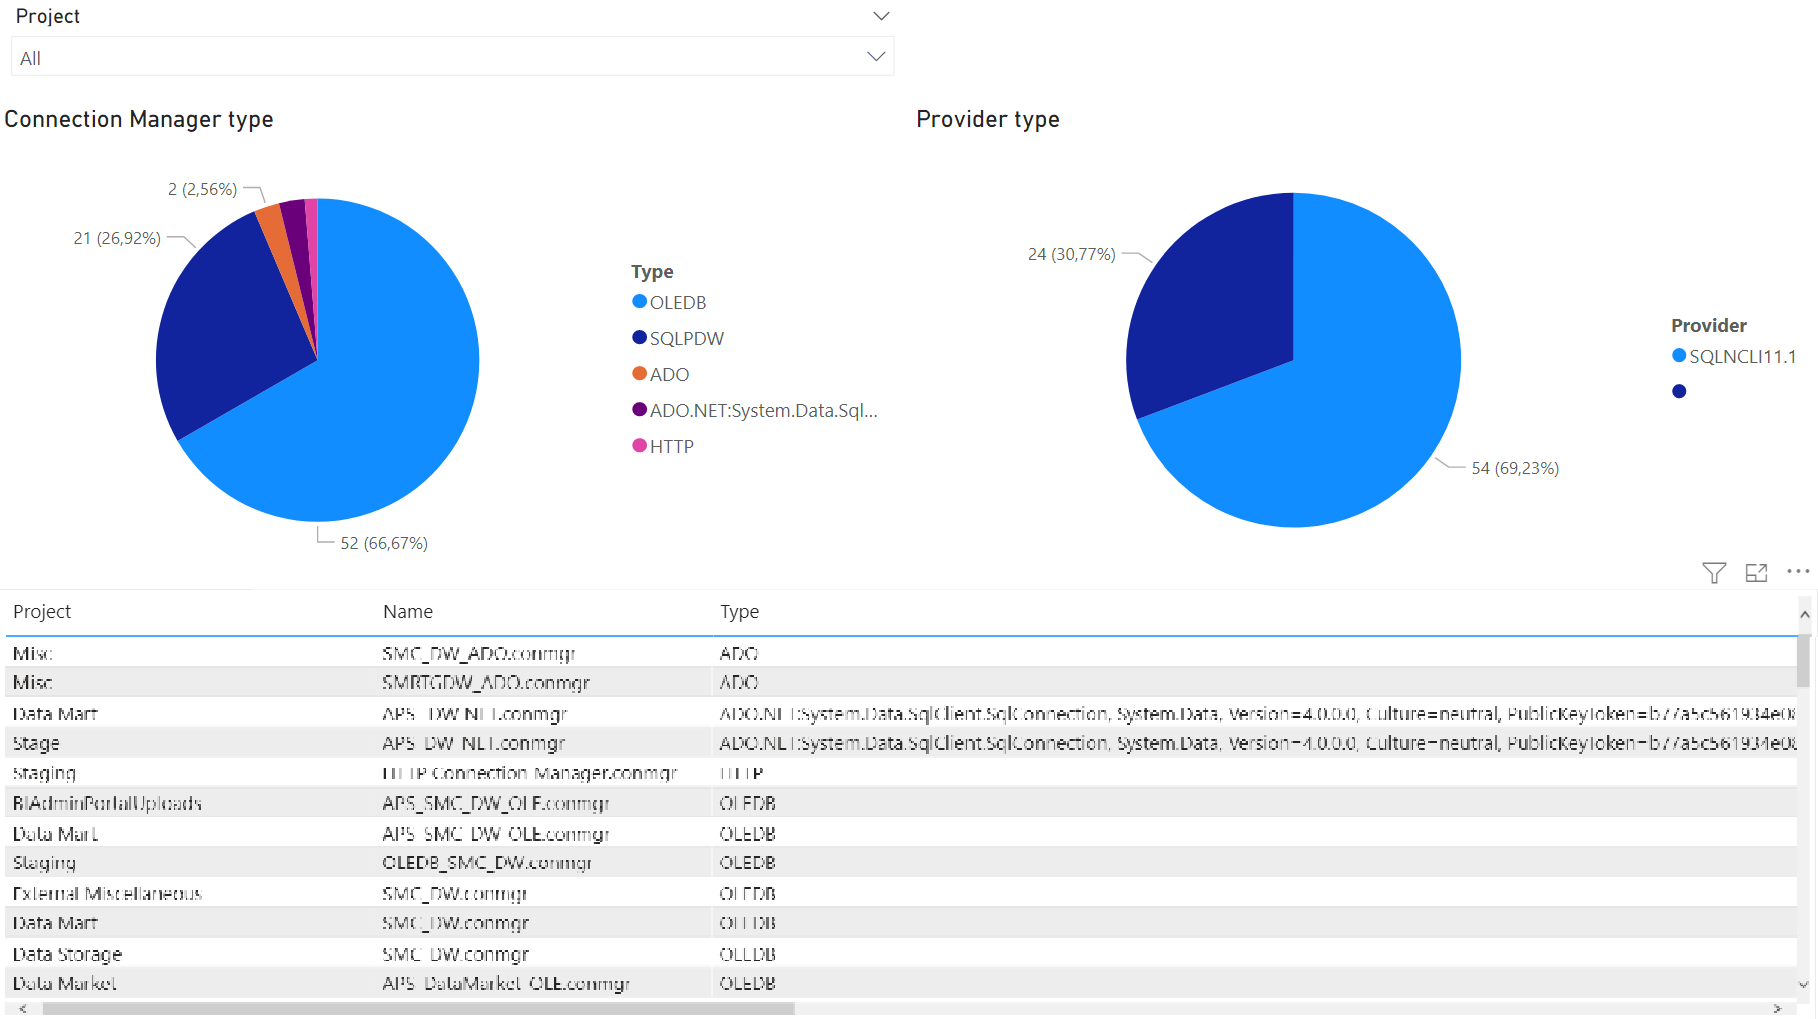 Project
All
Connection Manager type
Provider type
2 (2,56%)
21 (26,92%)
52 (66,67%)
Type
OLEDB
SQLPDW
ADO
ADO.NET:System.Data.Sql...
HTTP
24 (30,77%)
54 (69,23%)
Provider
SQLNCLI11.1
Project Name Type
Misc SMC_DW_ADO.conmgr ADO
Misc SMRTGDW_ADO.conmgr ADO
Data Mart APS_ DW_NET.conmgr ADO.NET:System.Data.SqlClient.SqlConnection, System.Data, Version=4.0.0.0, Culture=neutral, PublicKeyToken=b77a5c561934e08
Stage APS_DW_NET.conmgr ADO.NET:System.Data.SqlClient.SqlConnection, System.Data, Version=4.0.0.0, Culture=neutral, PublicKeyToken=b77a5c561934e08
Staging HTTP Connection Manager.conmgr HTTP
BIAdminPortalUploads APS_SMC_DW_OLE.conmgr OLEDB
Data Mart APS_SMC_DW_OLE.conmgr OLEDB
Staging OLEDB_SMC_DW.conmgr OLEDB
External Miscellaneous SMC_DW.conmgr OLEDB
Data Mart SMC_DW.conmgr OLEDB
Data Storage SMC_DW.conmgr OLEDB
Data Market APS_DataMarket_OLE.conmgr OLEDB